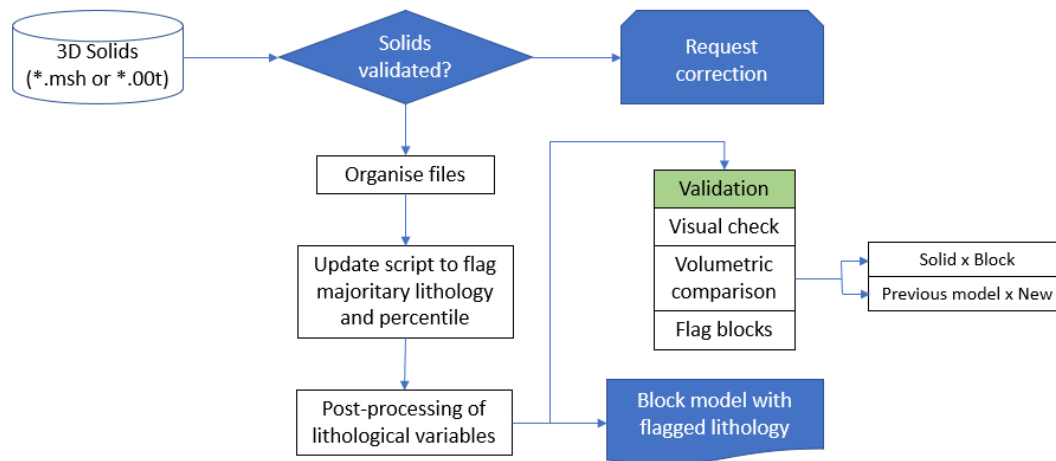 3D Solids
(*.msh or *.00t)
Solids
validated?
Request
correction
Organise files
Update script to flag
majoritary lithology
and percentile
Post-processing of
lithological variables
Validation
Visual check
Volumetric
comparison
Flag blocks
Solid x Block
Previous model x New
Block model with
flagged lithology